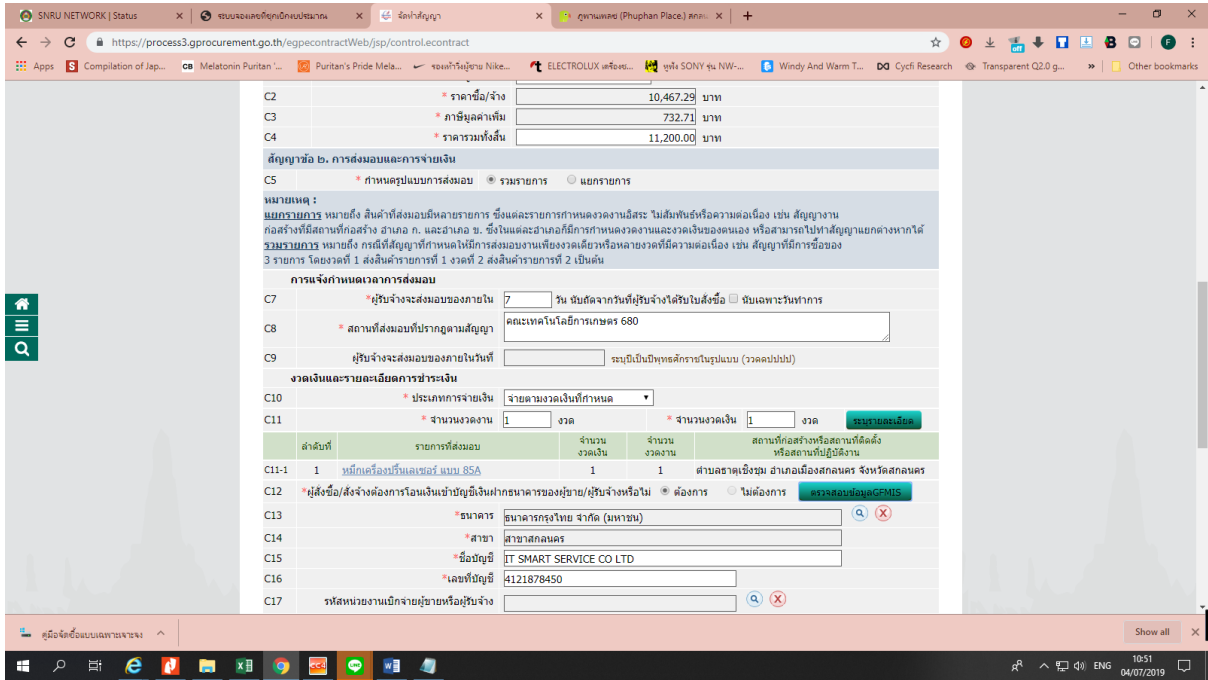 SNRU NETWORK | Status
ระบบจองเลขที่ฎีกาเบิกงบประมาณ
จัดทำสัญญา
ภูพานเพลซ (Phuphan Place.) สกลน
https://process3.gprocurement.go.th/egpecontractWeb/jsp/control.econtract
Apps
Compilation of Jap...
Melatonin Puritan '...
Puritan's Pride Mela...
รองเท้าวิ่งผู้ชาย Nike...
ELECTROLUX เครื่องซ...
หูฟัง SONY รุ่น NW-...
Windy And Warm T...
Cycfi Research
Transparent Q2.0 g...
Other bookmarks
C2 * ราคาซื้อ/จ้าง 10,467.29 บาท
C3 * ภาษีมูลค่าเพิ่ม 732.71 บาท
C4 * ราคารวมทั้งสิ้น 11,200.00 บาท
สัญญาข้อ ๒. การส่งมอบและการจ่ายเงิน
C5 * กำหนดรูปแบบการส่งมอบ รวมรายการ แยกรายการ
หมายเหตุ :
แยกรายการ หมายถึง สินค้าที่ส่งมอบมีหลายรายการ ซึ่งแต่ละรายการกำหนดงวดงานอิสระ ไม่สัมพันธ์หรือความต่อเนื่อง เช่น สัญญางาน
ก่อสร้างที่มีสถานที่ก่อสร้าง อำเภอ ก. และอำเภอ ข. ซึ่งในแต่ละอำเภอก็มีการกำหนดงวดงานและงวดเงินของตนเอง หรือสามารถไปทำสัญญาแยกต่างหากได้
รวมรายการ หมายถึง กรณีที่สัญญาที่กำหนดให้มีการส่งมอบงานเพียงงวดเดียวหรือหลายงวดที่มีความต่อเนื่อง เช่น สัญญาที่มีการซื้อของ
3 รายการ โดยงวดที่ 1 ส่งสินค้ารายการที่ 1 งวดที่ 2 ส่งสินค้ารายการที่ 2 เป็นต้น
การแจ้งกำหนดเวลาการส่งมอบ
C7 *ผู้รับจ้างจะส่งมอบของภายใน 7 วัน นับถัดจากวันที่ผู้รับจ้างได้รับใบสั่งซื้อ นับเฉพาะวันทำการ
C8 * สถานที่ส่งมอบที่ปรากฏตามสัญญา คณะเทคโนโลยีการเกษตร 680
C9 ผู้รับจ้างจะส่งมอบของภายในวันที่ ระบุปีเป็นปีพุทธศักราชในรูปแบบ (ววดดปปปป)
งวดเงินและรายละเอียดการชำระเงิน
C10 * ประเภทการจ่ายเงิน จ่ายตามงวดเงินที่กำหนด
C11 * จำนวนงวดงาน 1 งวด * จำนวนงวดเงิน 1 งวด ระบุรายละเอียด
ลำดับที่ รายการที่ส่งมอบ จำนวน งวดเงิน จำนวน งวดงาน สถานที่ก่อสร้างหรือสถานที่ติดตั้ง หรือสถานที่ปฏิบัติงาน
C11-1 1 หมึกเครื่องปริ้นเลเซอร์ แบบ 85A 1 1 ตำบลธาตุเชิงชุม อำเภอเมืองสกลนคร จังหวัดสกลนคร
C12 *ผู้สั่งซื้อ/สั่งจ้างต้องการโอนเงินเข้าบัญชีเงินฝากธนาคารของผู้ขาย/ผู้รับจ้างหรือไม่ ต้องการ ไม่ต้องการ ตรวจสอบข้อมูลGFMIS
C13 *ธนาคาร ธนาคารกรุงไทย จำกัด (มหาชน)
C14 *สาขา สาขาสกลนคร
C15 *ชื่อบัญชี IT SMART SERVICE CO LTD
C16 *เลขที่บัญชี 4121878450
C17 รหัสหน่วยงานเบิกจ่ายผู้ขายหรือผู้รับจ้าง
คู่มือจัดซื้อแบบเฉพาะเจาะจง
Show all
ENG
10:51
04/07/2019